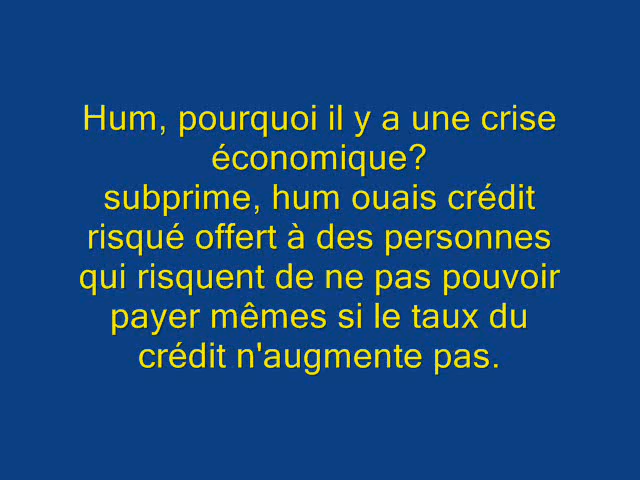 Hum, pourquoi il y a une crise
économique?
subprime, hum ouais crédit
risqué offert à des personnes
qui risquent de ne pas pouvoir
payer mêmes si le taux du
crédit n'augmente pas.